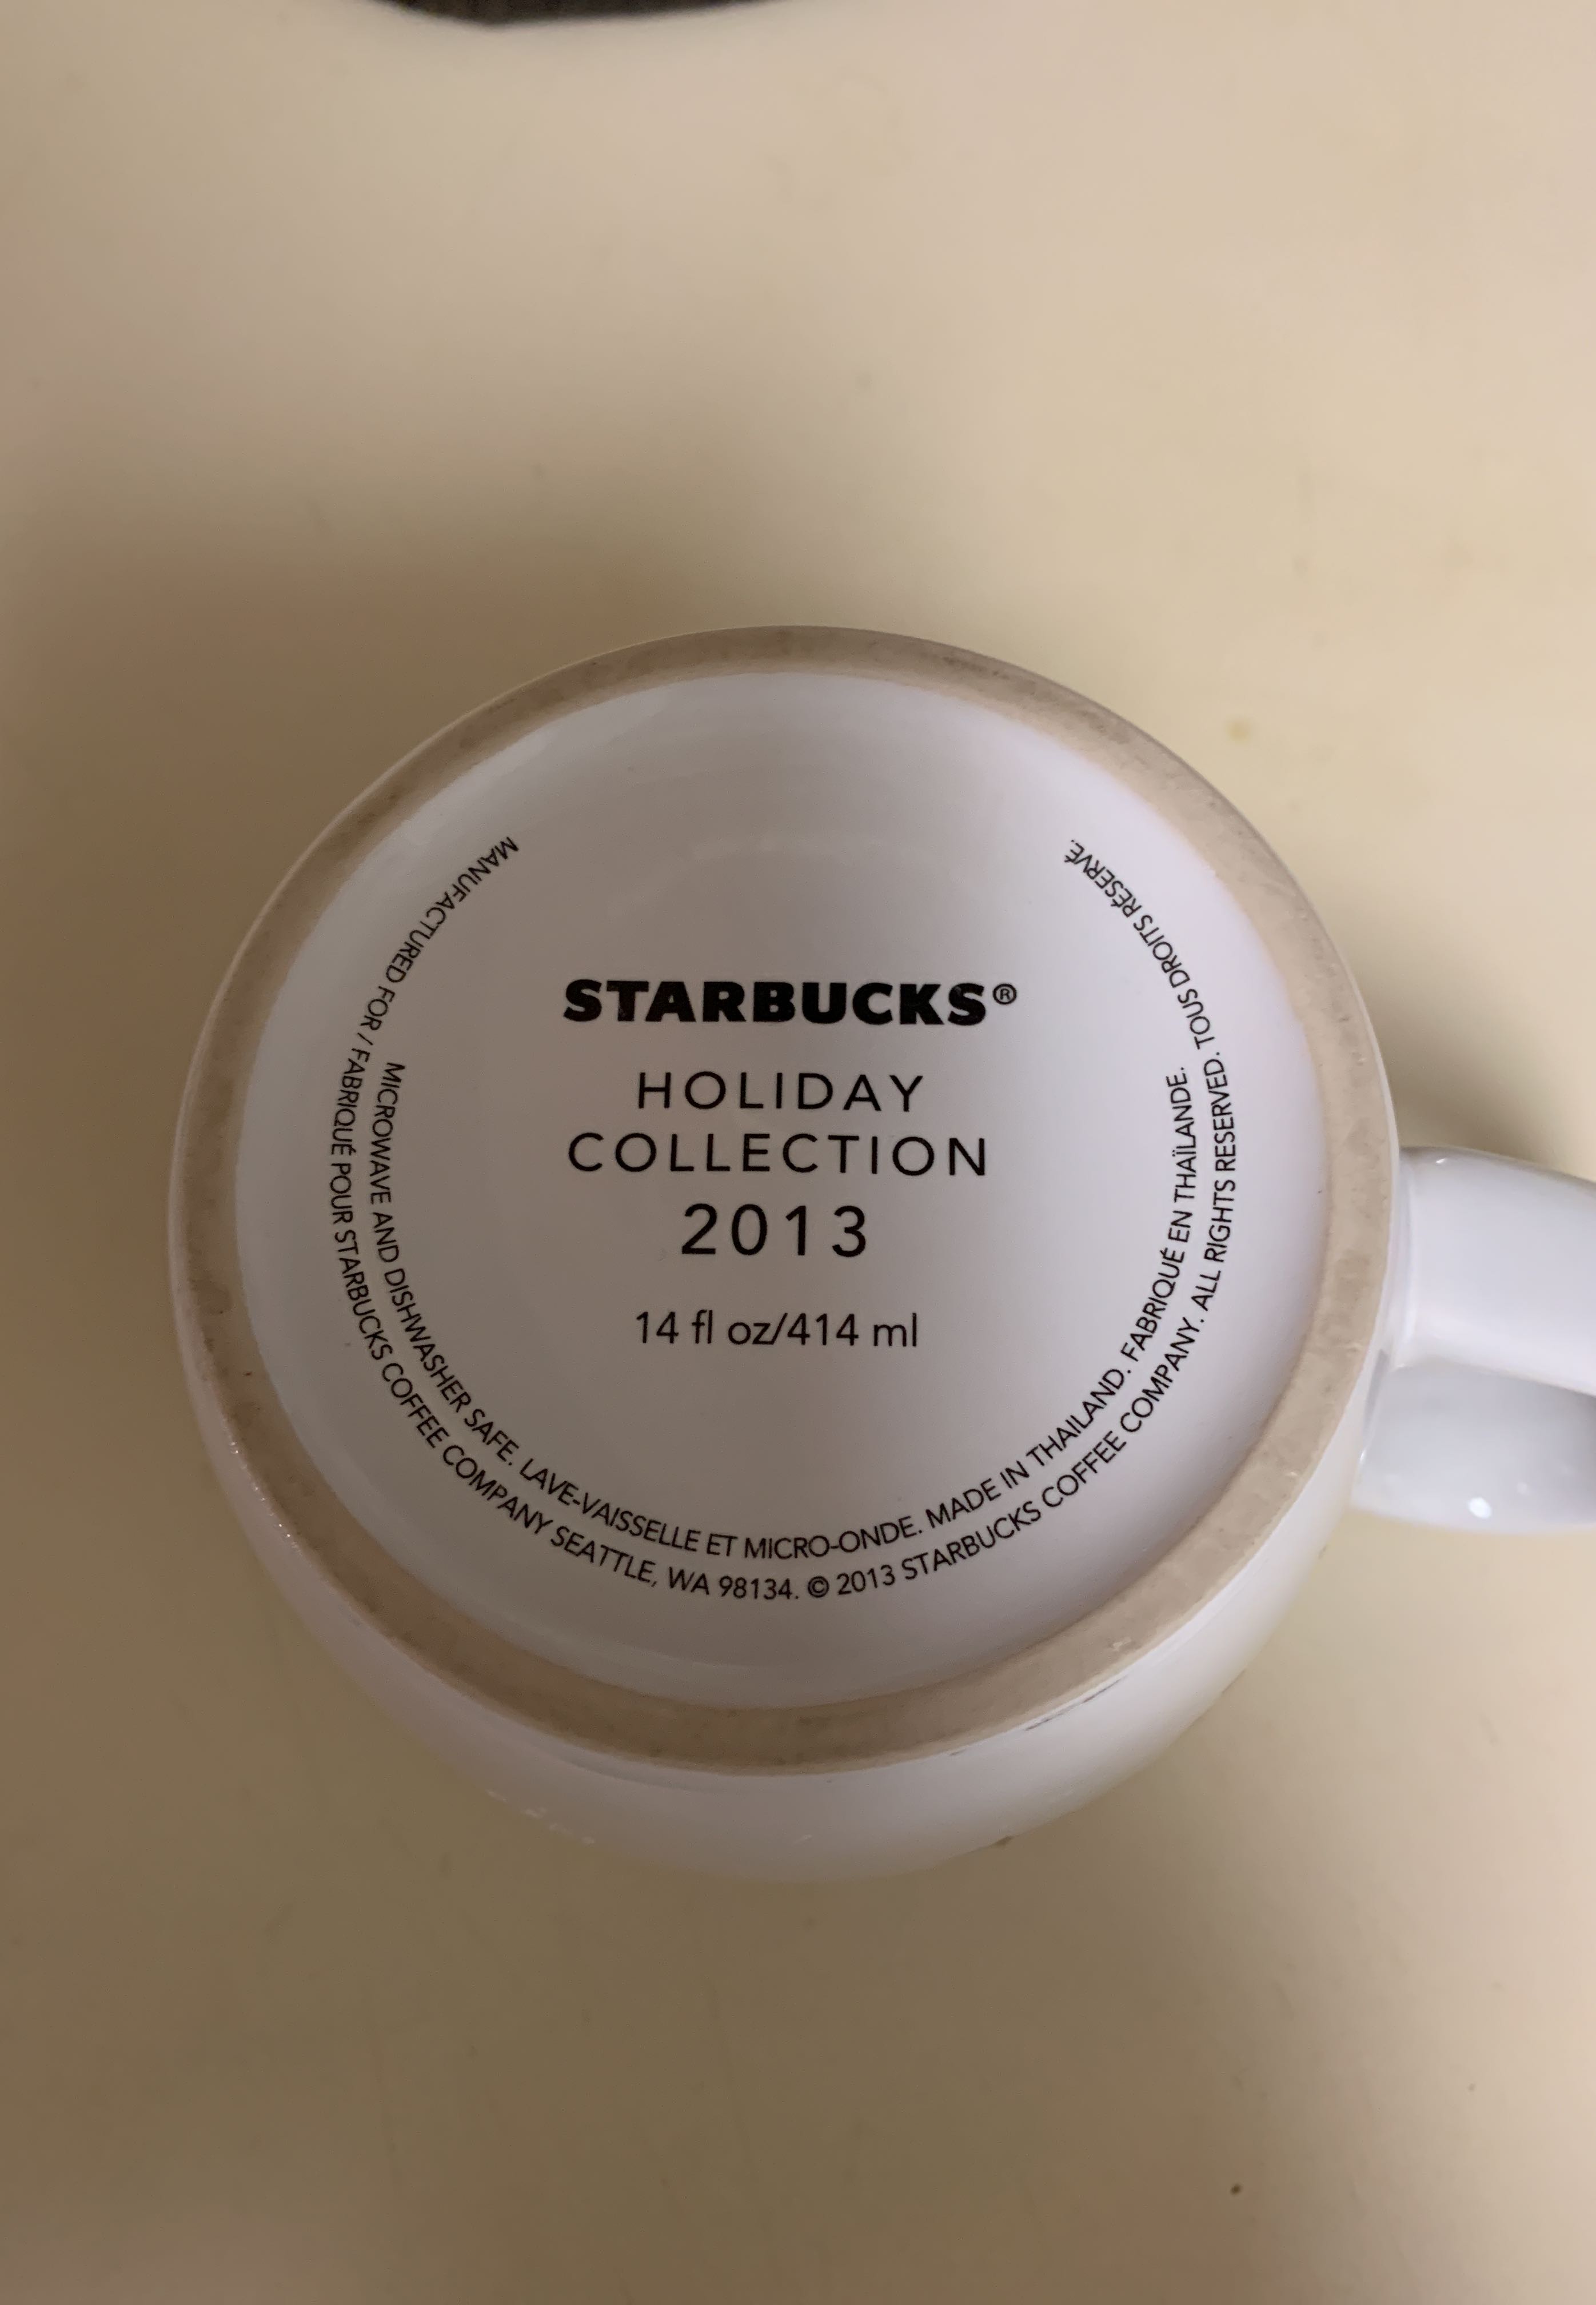 STARBUCKS®
HOLIDAY
COLLECTION
2013
14 fl oz/414 ml
MICROWAVE AND DISHWASHER SAFE. LAVE-VAISSELLE ET MICRO-ONDE. MADE IN THAILAND. FABRIQUÉ EN THAÏLANDE.
MANUFACTURED FOR / FABRIQUÉ POUR STARBUCKS COFFEE COMPANY SEATTLE, WA 98134. © 2013 STARBUCKS COFFEE COMPANY. ALL RIGHTS RESERVED. TOUS DROITS RÉSERVÉ.